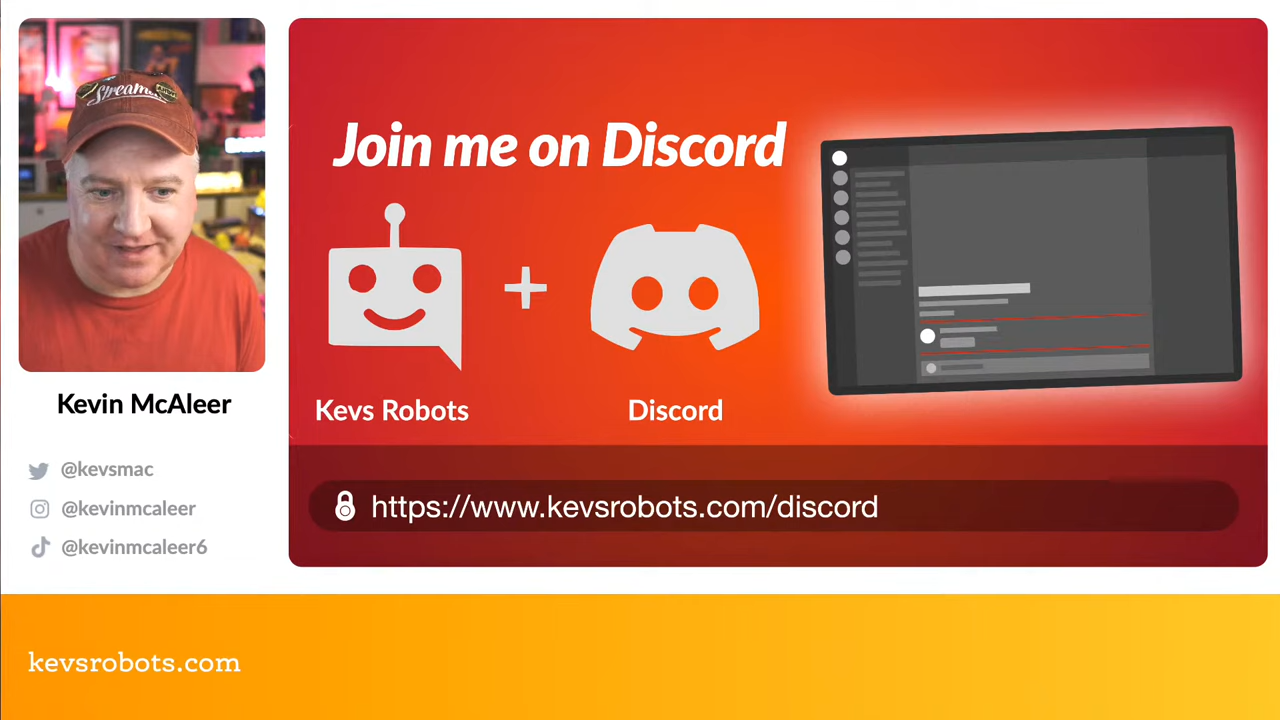 Kevin McAleer
@kevsmac
@kevinmcaleer
@kevinmcaleer6
Join me on Discord
+
Kevs Robots
Discord
https://www.kevsrobots.com/discord
kevsrobots.com